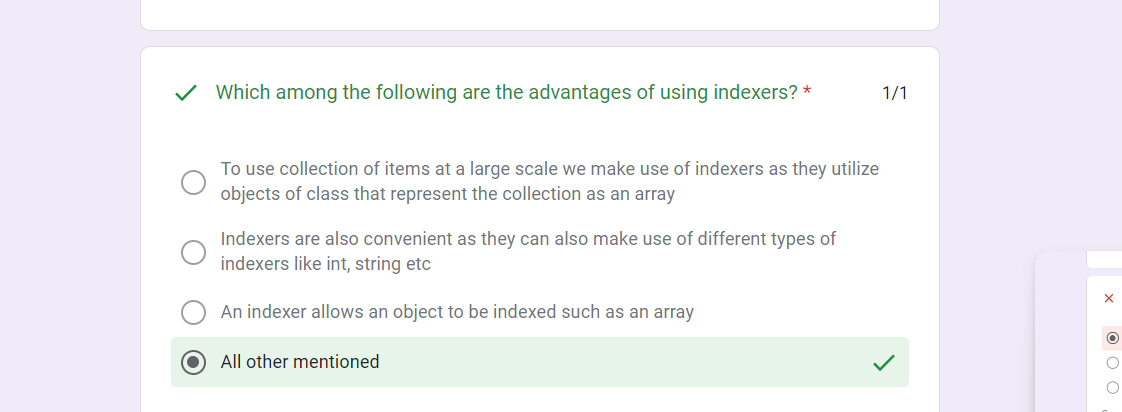 Which among the following are the advantages of using indexers? *
1/1
To use collection of items at a large scale we make use of indexers as they utilize
objects of class that represent the collection as an array
Indexers are also convenient as they can also make use of different types of
indexers like int, string etc
An indexer allows an object to be indexed such as an array
All other mentioned